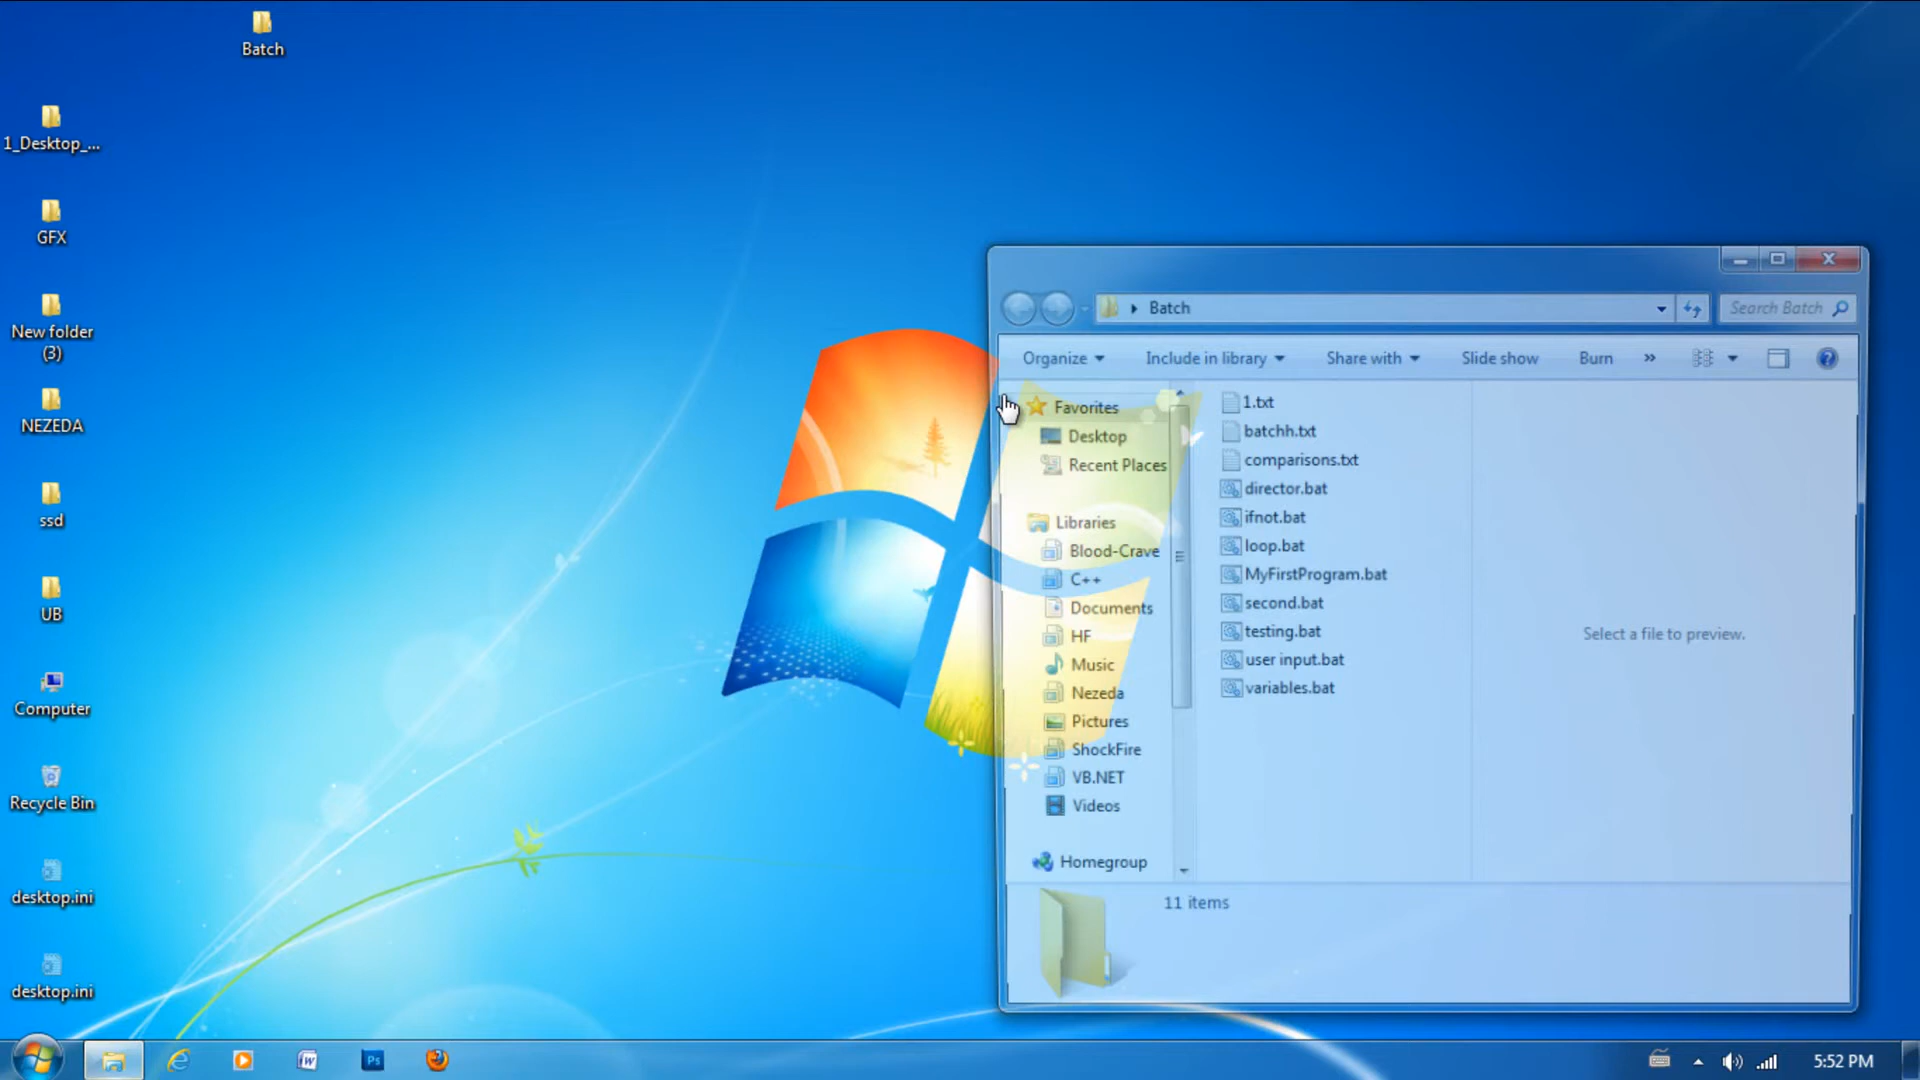 Batch
1_Desktop_...
GFX
New folder
(3)
NEZEDA
ssd
UB
Computer
Recycle Bin
desktop.ini
desktop.ini
Batch
Search Batch
Organize
Include in library
Share with
Slide show
Burn
»
Favorites
Desktop
Recent Places
Libraries
Blood-Crave
C++
Documents
HF
Music
Nezeda
Pictures
ShockFire
VB.NET
Videos
Homegroup
1.txt
batchh.txt
comparisons.txt
director.bat
ifnot.bat
loop.bat
MyFirstProgram.bat
second.bat
testing.bat
user input.bat
variables.bat
Select a file to preview.
11 items
Ps
5:52 PM